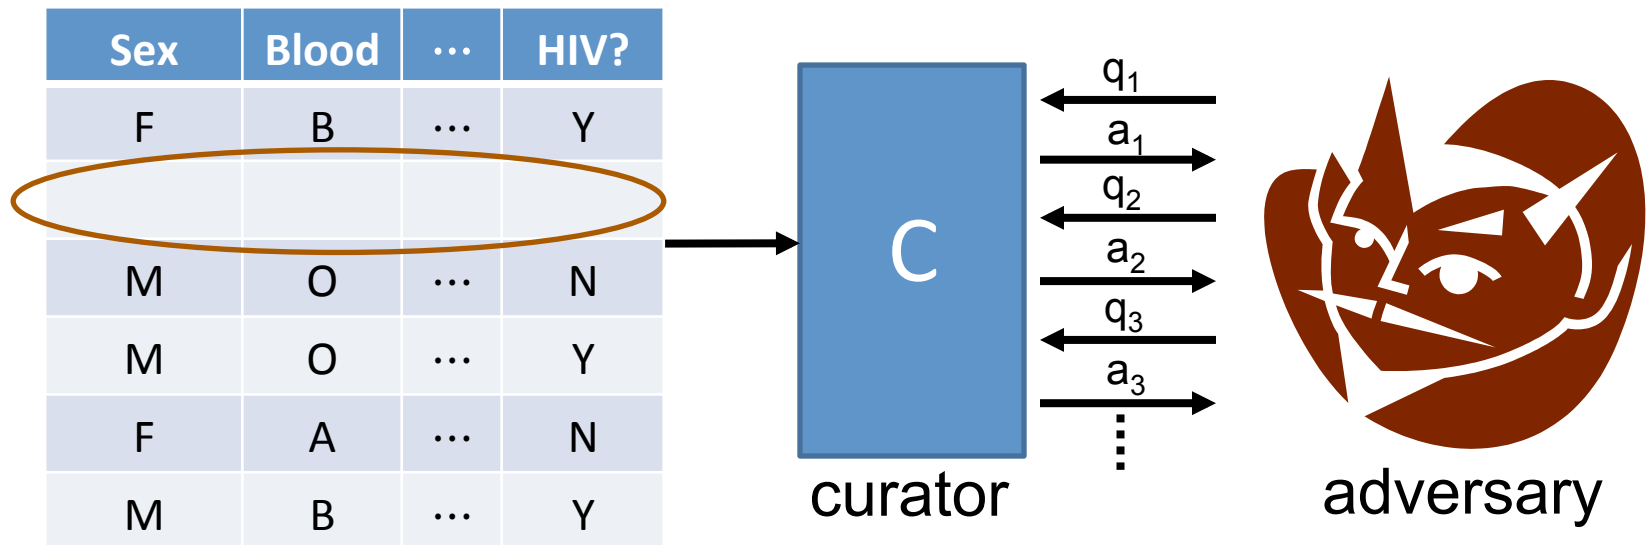 Sex Blood ... HIV?
F B ... Y
M O ... N
M O ... Y
F A ... N
M B ... Y
C
curator
q1
a1
q2
a2
q3
a3
adversary